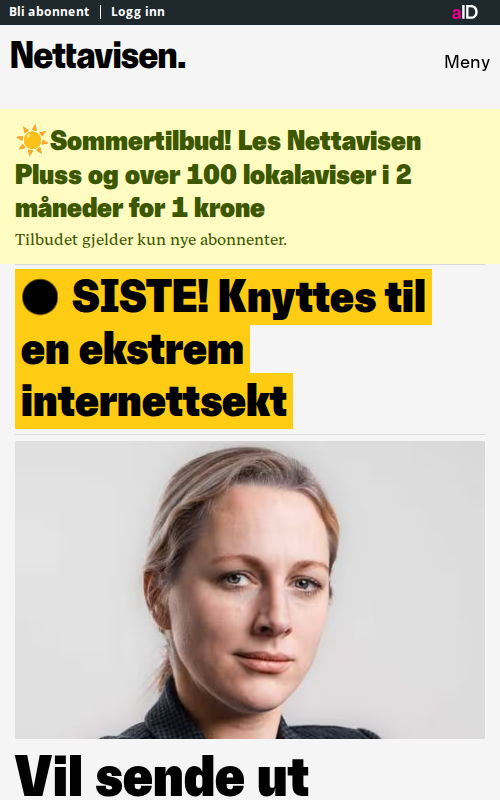 Bli abonnent | Logg inn
aID
Nettavisen.
Meny
☀️Sommertilbud! Les Nettavisen
Pluss og over 100 lokalaviser i 2
måneder for 1 krone
Tilbudet gjelder kun nye abonnenter.
● SISTE! Knyttes til
en ekstrem
internettsekt
Vil sende ut